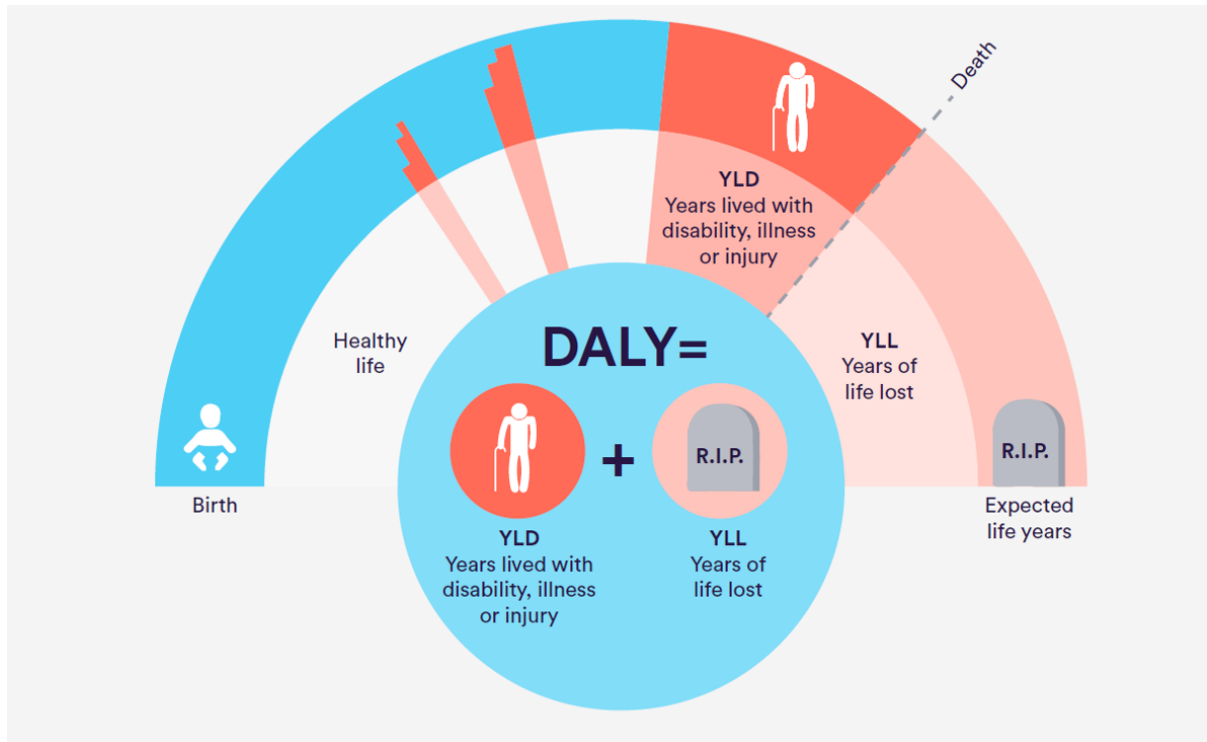 Death
YLD
Years lived with
disability, illness
or injury
Healthy
life
YLL
Years of
life lost
R.I.P.
Birth
Expected
life years
DALY=
+
R.I.P.
YLD
Years lived with
disability, illness
or injury
YLL
Years of
life lost